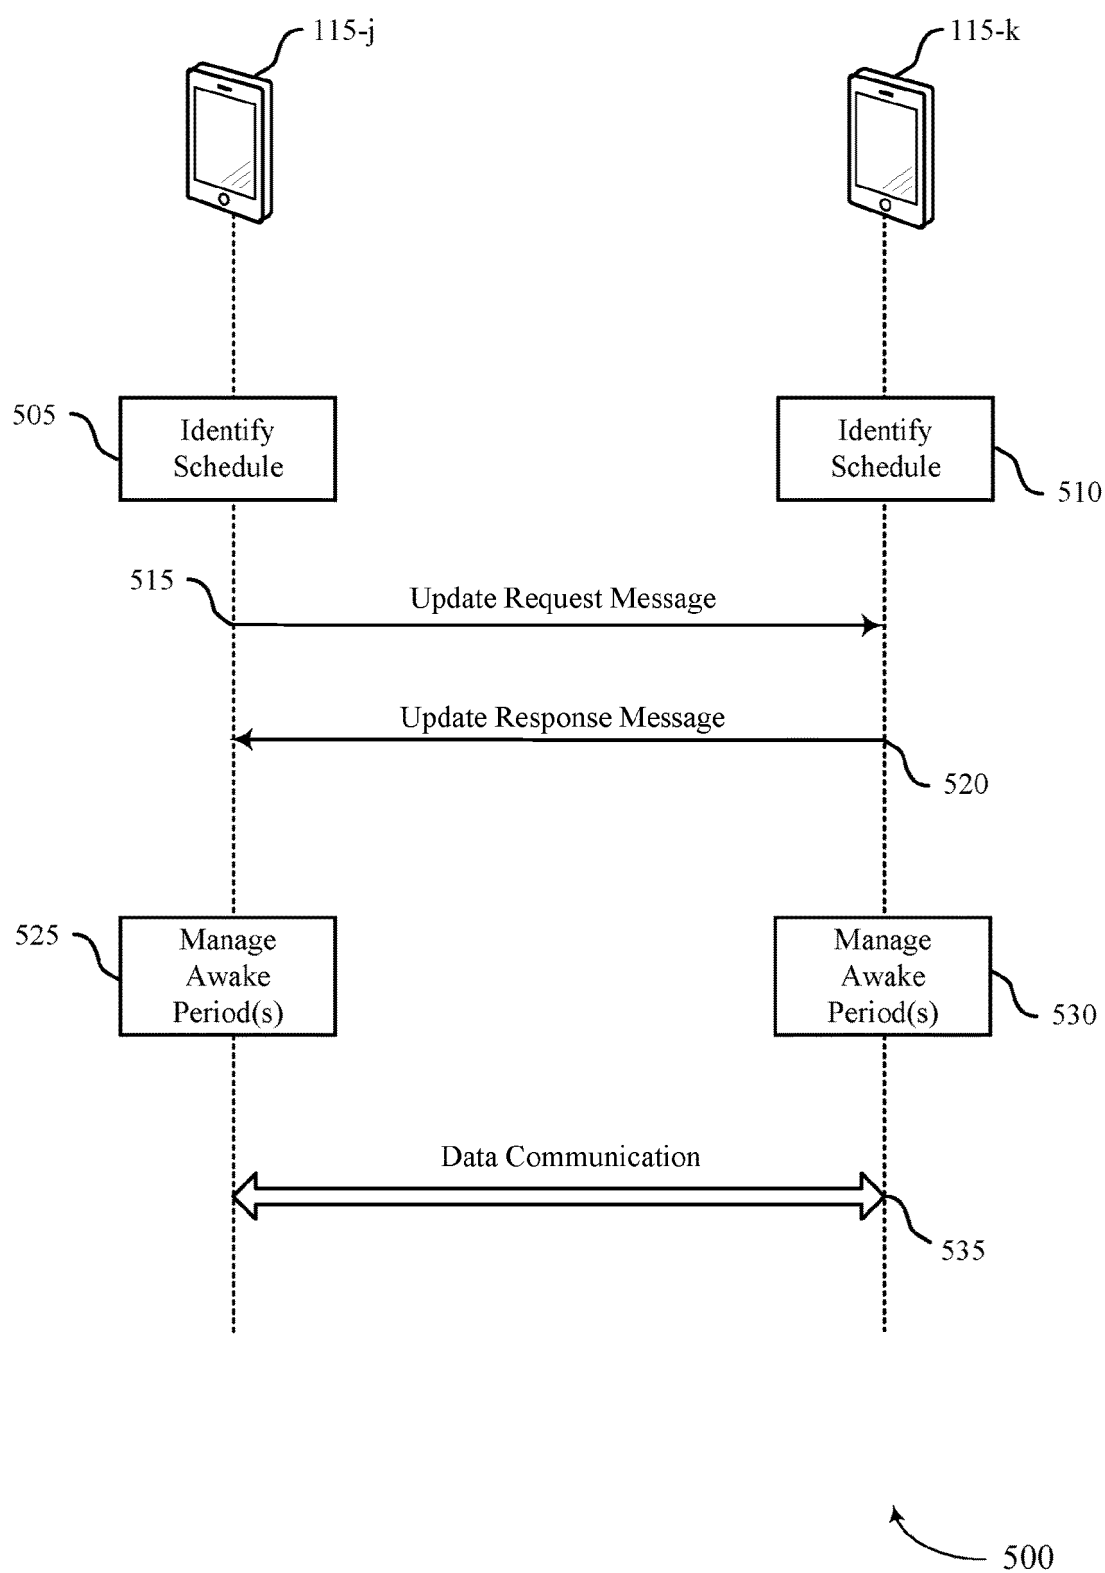 115-j
115-k
505
Identify
Schedule
Identify
Schedule
510
515
Update Request Message
Update Response Message
520
525
Manage
Awake
Period(s)
Manage
Awake
Period(s)
530
Data Communication
535
500